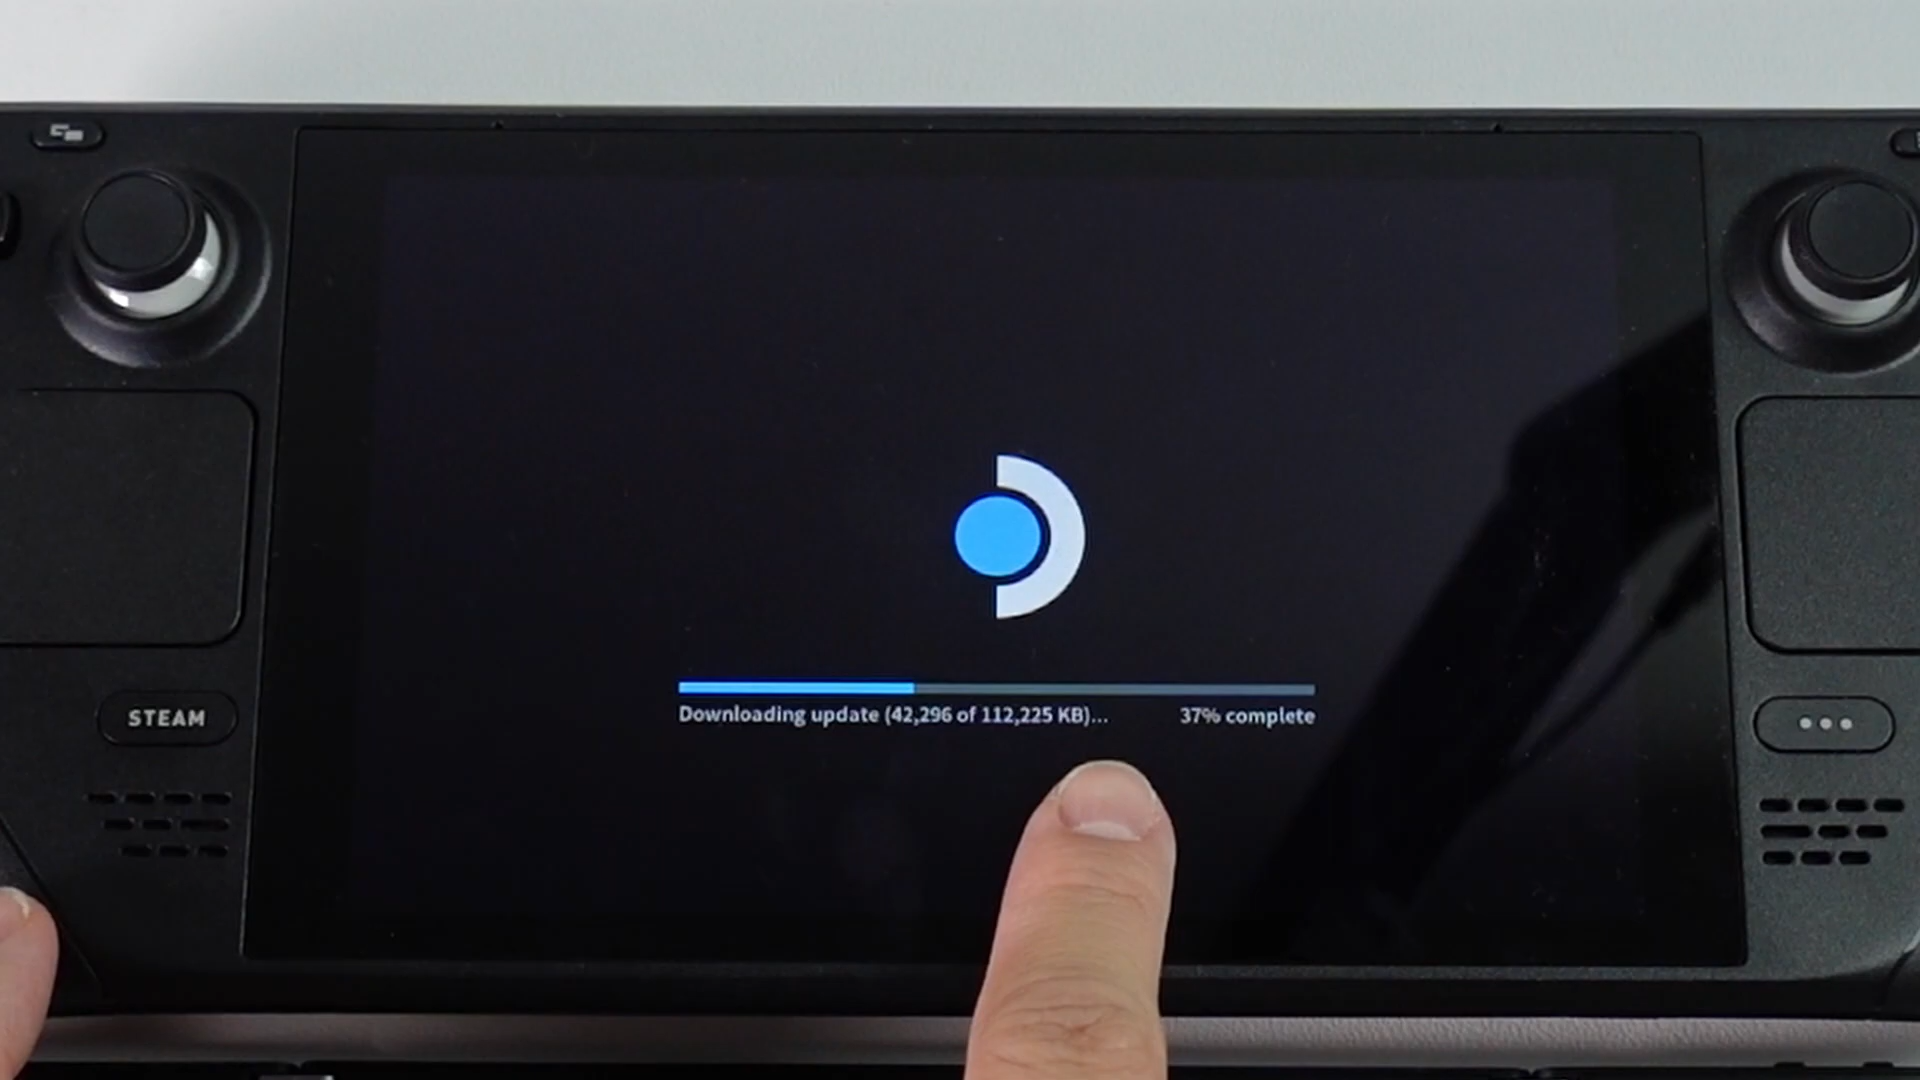 Downloading update (42,296 of 112,225 KB)... 37% complete
STEAM